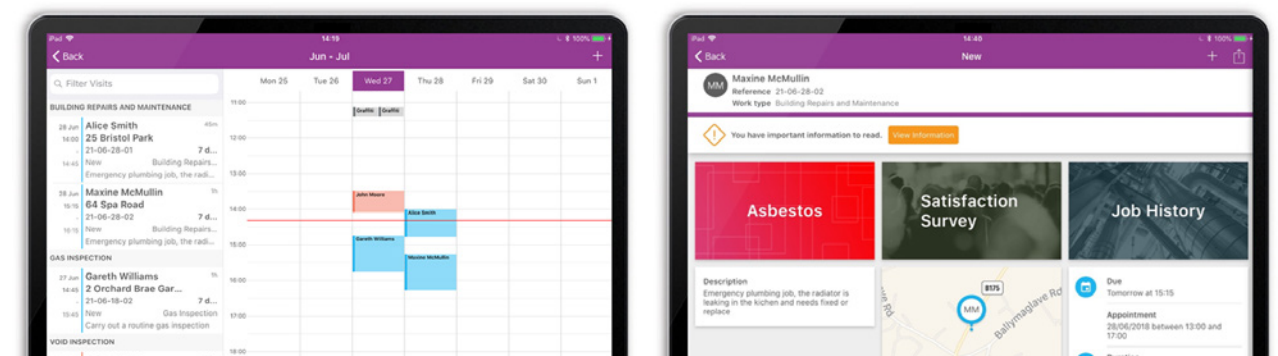 iPad 14:19 100%
Back Jun - Jul +
Filter Visits
Mon 25 Tue 26 Wed 27 Thu 28 Fri 29 Sat 30 Sun 1
BUILDING REPAIRS AND MAINTENANCE
28 Jun Alice Smith 45m
14:00 25 Bristol Park
- 21-06-28-01 7 d...
14:45 New Building Repairs...
Emergency plumbing job, the radi...
28 Jun Maxine McMullin 1h
15:15 64 Spa Road
- 21-06-28-02 7 d...
16:15 New Building Repairs...
Emergency plumbing job, the radi...
GAS INSPECTION
27 Jun Gareth Williams 1h
14:45 2 Orchard Brae Gar...
- 21-06-18-02 7 d...
15:45 New Gas Inspection
Carry out a routine gas inspection
VOID INSPECTION
11:00
Graffiti Graffiti
12:00
13:00
John Moore
14:00
Alice Smith
15:00
Gareth Williams
Maxine McMullin
16:00
17:00
18:00
iPad 14:40 100%
Back New +
MM Maxine McMullin
Reference 21-06-28-02
Work type Building Repairs and Maintenance
You have important information to read. View Information
Asbestos
Satisfaction
Survey
Job History
Description
Emergency plumbing job, the radiator is
leaking in the kichen and needs fixed or
replace
B175
MM
Ballymaglave Rd
Rd
Due
Tomorrow at 15:15
Appointment
28/06/2018 between 13:00 and
17:00
Duration